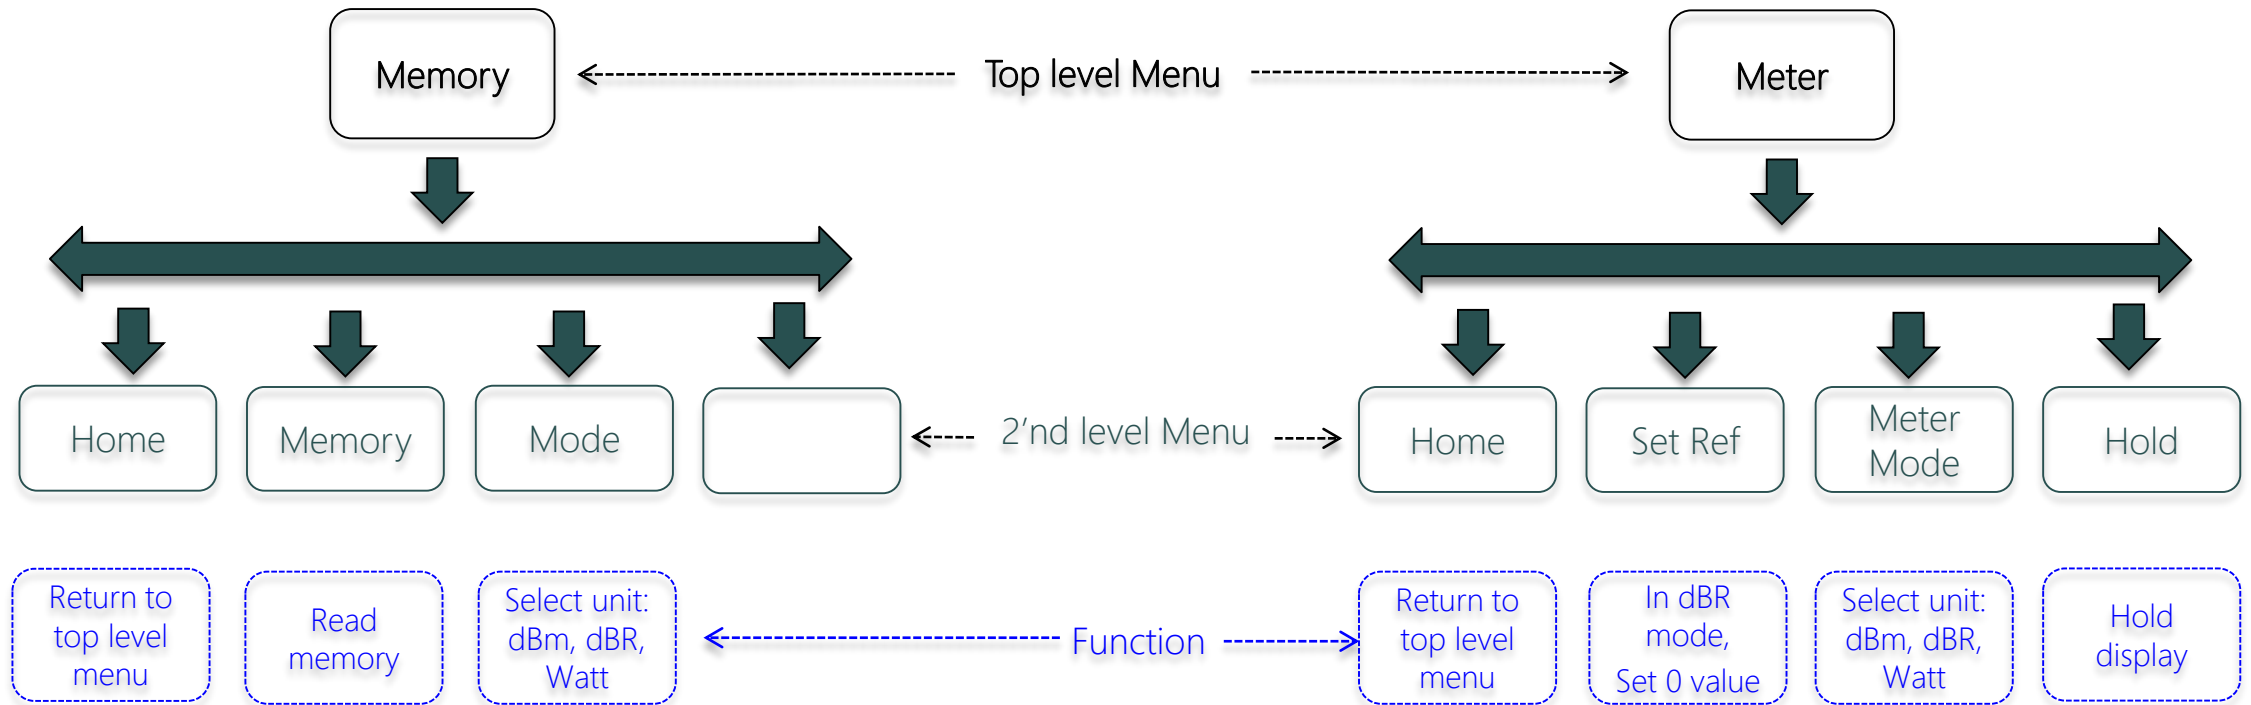 Memory
Top level Menu
Meter
Home
Memory
Mode
2'nd level Menu
Home
Set Ref
Meter
Mode
Hold
Return to
top level
menu
Read
memory
Select unit:
dBm, dBR,
Watt
Function
Return to
top level
menu
In dBR
mode,
Set 0 value
Select unit:
dBm, dBR,
Watt
Hold
display